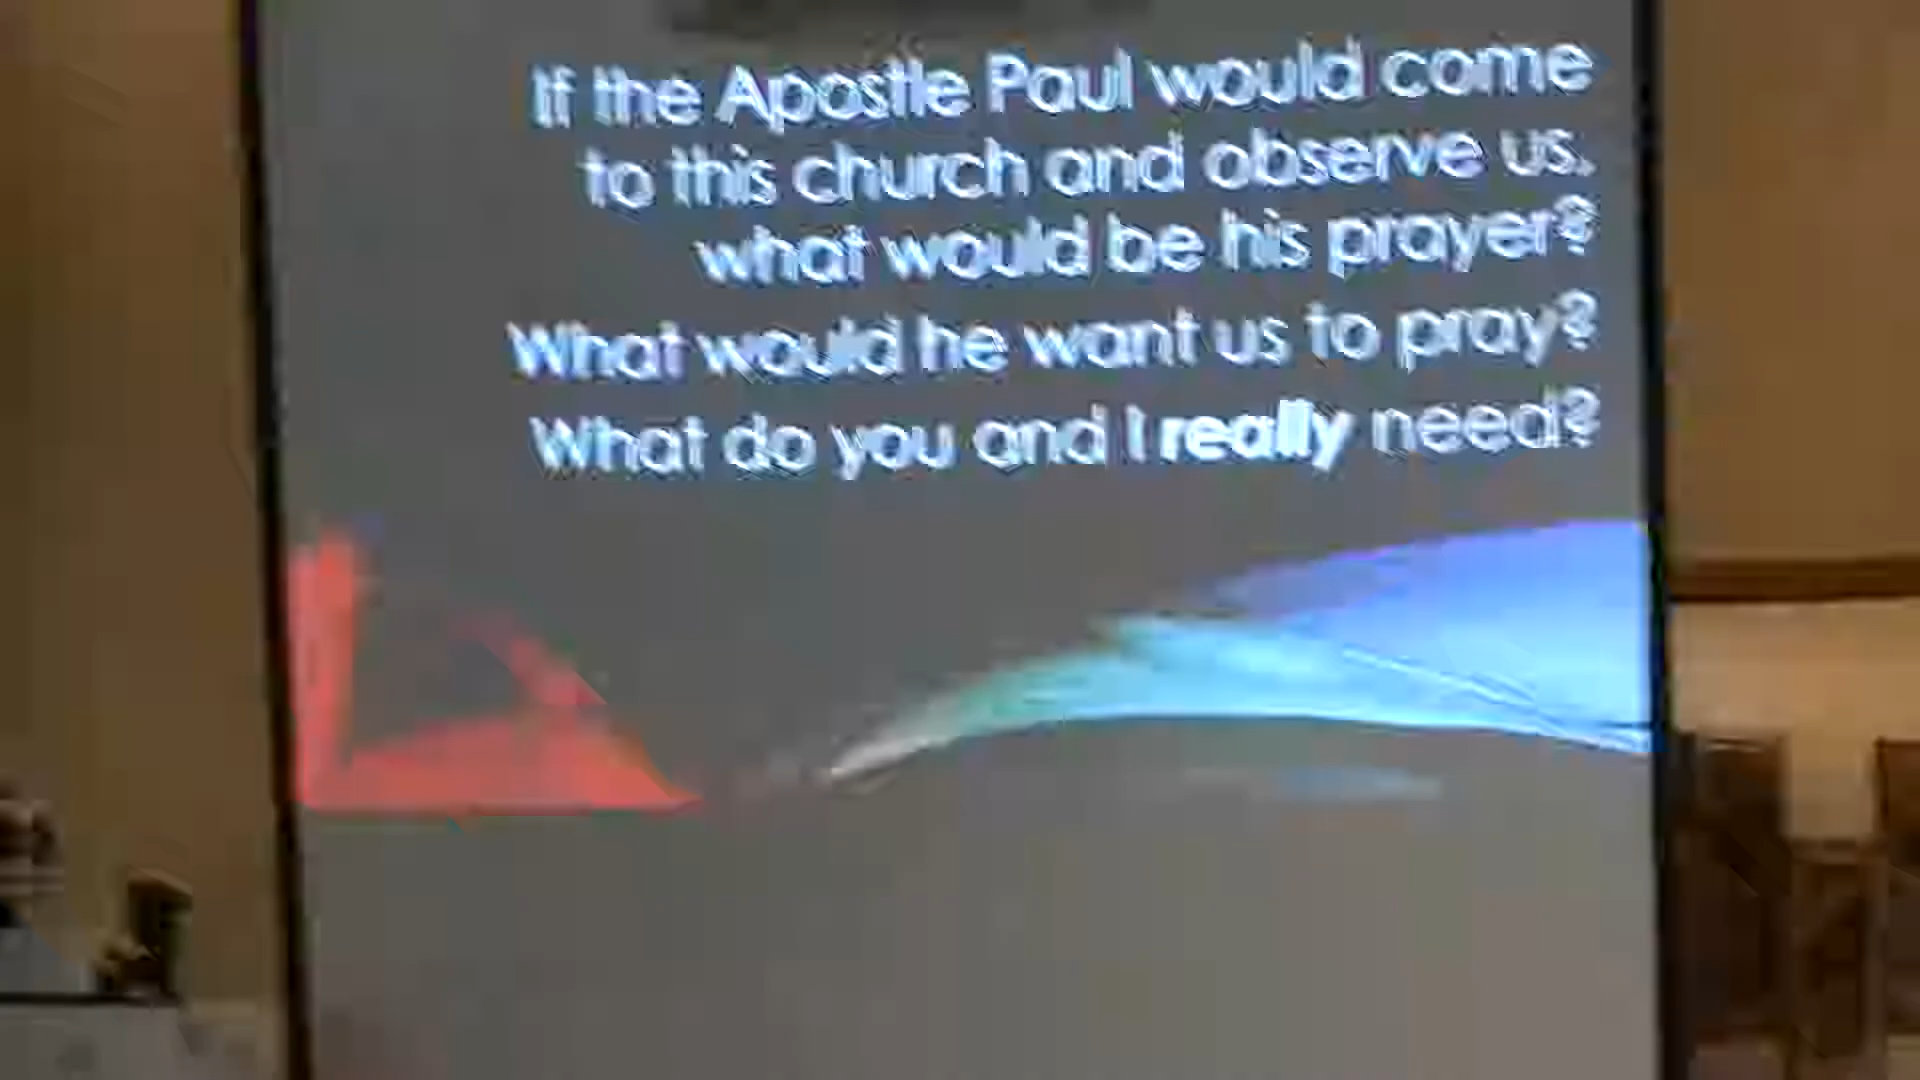 If the Apostle Paul would come
to this church and observe us,
what would be his prayer?
What would he want us to pray?
What do you and I really need?